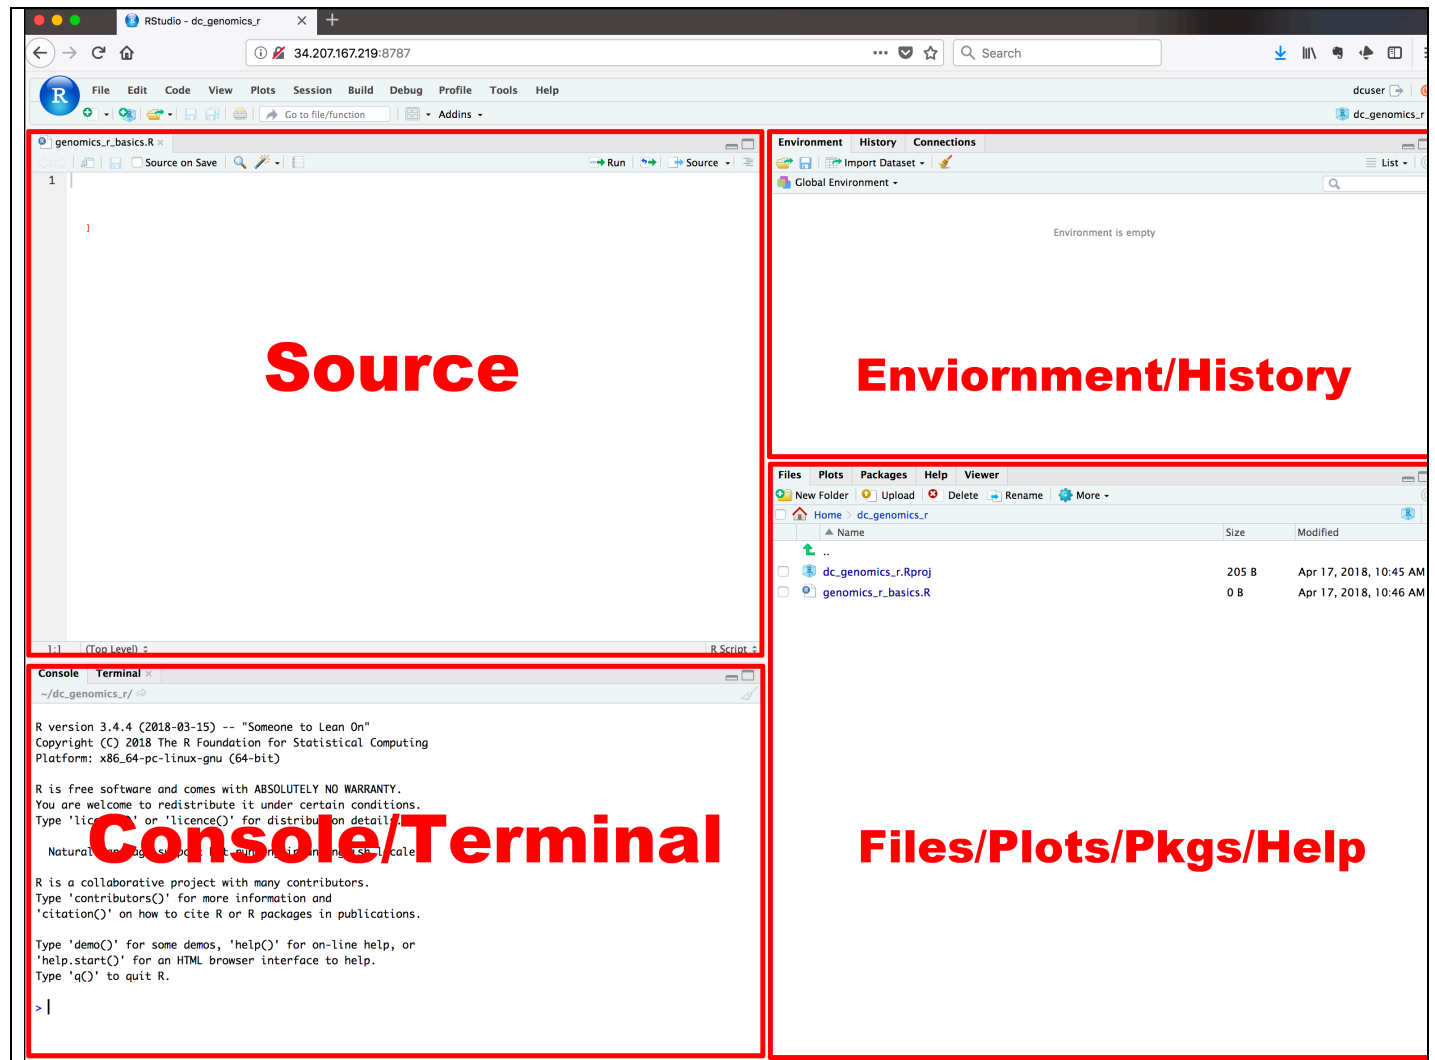 RStudio - dc_genomics_r
34.207.167.219:8787
Search
R
File Edit Code View Plots Session Build Debug Profile Tools Help
dcuser
Go to file/function
Addins
dc_genomics_r
genomics_r_basics.R
Source on Save
Run
Source
1
}
Source
1:1 (Top Level)
R Script
Environment History Connections
Import Dataset
List
Global Environment
Environment is empty
Enviornment/History
Console Terminal
~/dc_genomics_r/
R version 3.4.4 (2018-03-15) -- "Someone to Lean On"
Copyright (C) 2018 The R Foundation for Statistical Computing
Platform: x86_64-pc-linux-gnu (64-bit)
R is free software and comes with ABSOLUTELY NO WARRANTY.
You are welcome to redistribute it under certain conditions.
Type 'licence()' or 'licence()' for distribution details.
Console/Terminal
Natural
R is a collaborative project with many contributors.
Type 'contributors()' for more information and
'citation()' on how to cite R or R packages in publications.
Type 'demo()' for some demos, 'help()' for on-line help, or
'help.start()' for an HTML browser interface to help.
Type 'q()' to quit R.
>
Files Plots Packages Help Viewer
New Folder Upload Delete Rename More
Home dc_genomics_r
Name Size Modified
..
dc_genomics_r.Rproj 205 B Apr 17, 2018, 10:45 AM
genomics_r_basics.R 0 B Apr 17, 2018, 10:46 AM
Files/Plots/Pkgs/Help